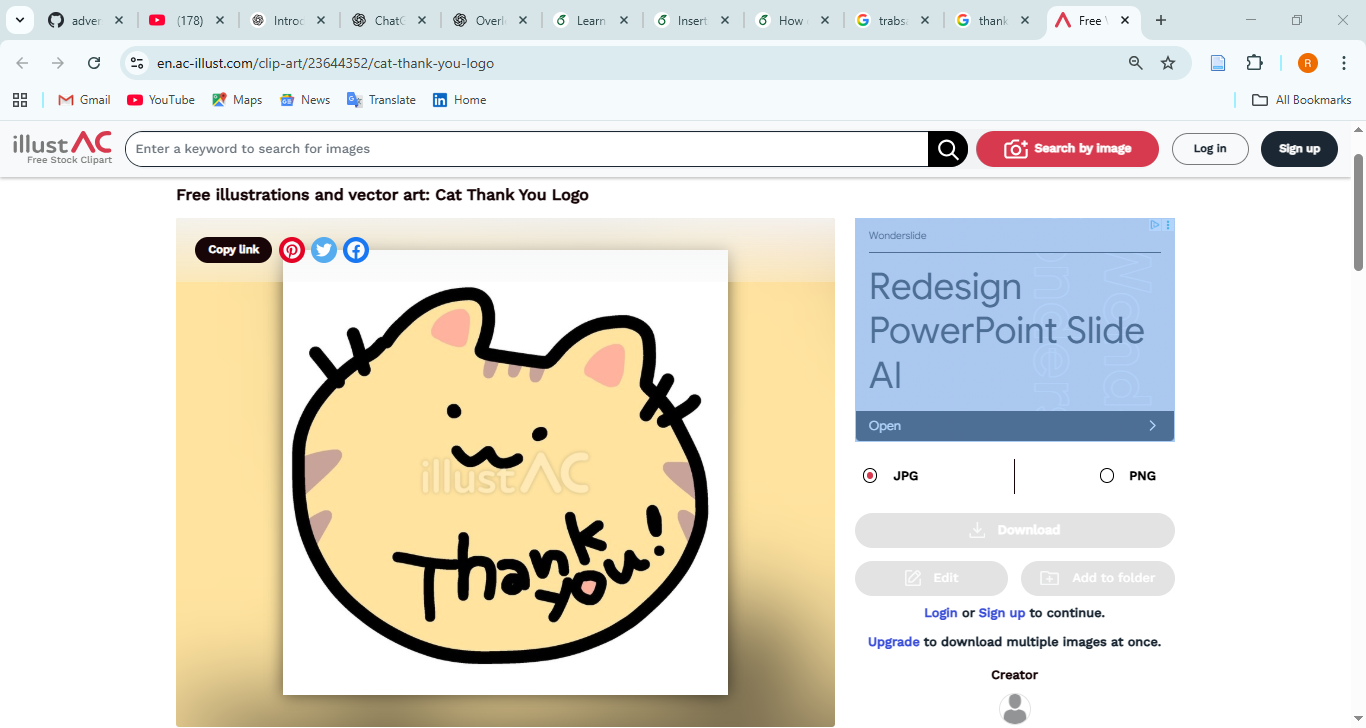 adver
(178)
Introd
ChatG
Overle
Learn
Insert
How
trabsa
thank
Free
en.ac-illust.com/clip-art/23644352/cat-thank-you-logo
R
Gmail
YouTube
Maps
News
Translate
Home
All Bookmarks
illustAC
Free Stock Clipart
Enter a keyword to search for images
Search by image
Log in
Sign up
Free illustrations and vector art: Cat Thank You Logo
Copy link
illustAC
Thank
you!
Wonderslide
Redesign
PowerPoint Slide
AI
Open
JPG
PNG
Download
Edit
Add to folder
Login or Sign up to continue.
Upgrade to download multiple images at once.
Creator